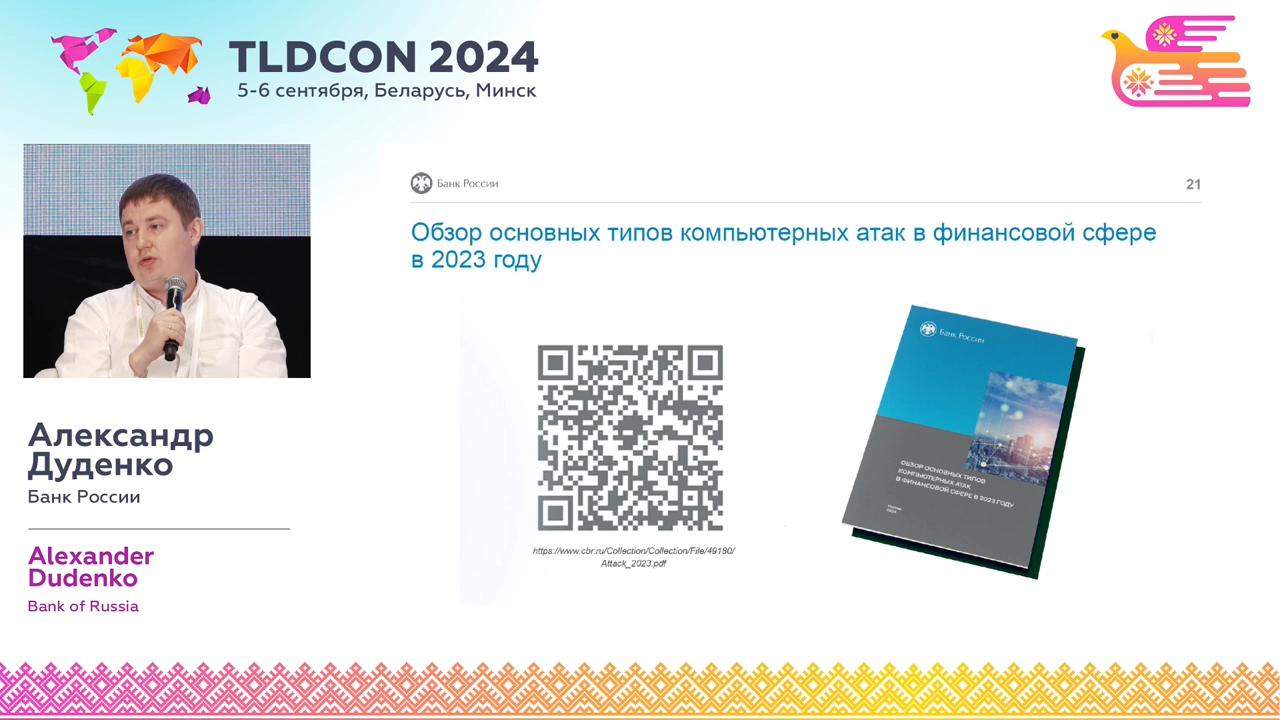 TLDCON 2024
5-6 сентября, Беларусь, Минск
Банк России
21
Обзор основных типов компьютерных атак в финансовой сфере
в 2023 году
Банк России
ОБЗОР ОСНОВНЫХ ТИПОВ
КОМПЬЮТЕРНЫХ АТАК
В ФИНАНСОВОЙ СФЕРЕ В 2023 ГОДУ
Москва
2024
https://www.cbr.ru/Collection/Collection/File/49180/
Attack_2023.pdf
Александр
Дуденко
Банк России
Alexander
Dudenko
Bank of Russia